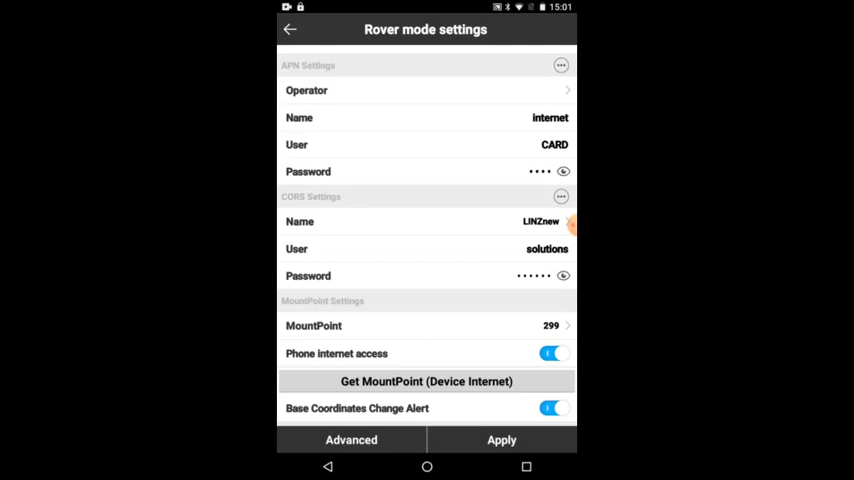 15:01
Rover mode settings
APN Settings
Operator
Name internet
User CARD
Password ••••
CORS Settings
Name LINZnew
User solutions
Password ••••••
MountPoint Settings
MountPoint 299
Phone internet access
Get MountPoint (Device Internet)
Base Coordinates Change Alert
Advanced Apply